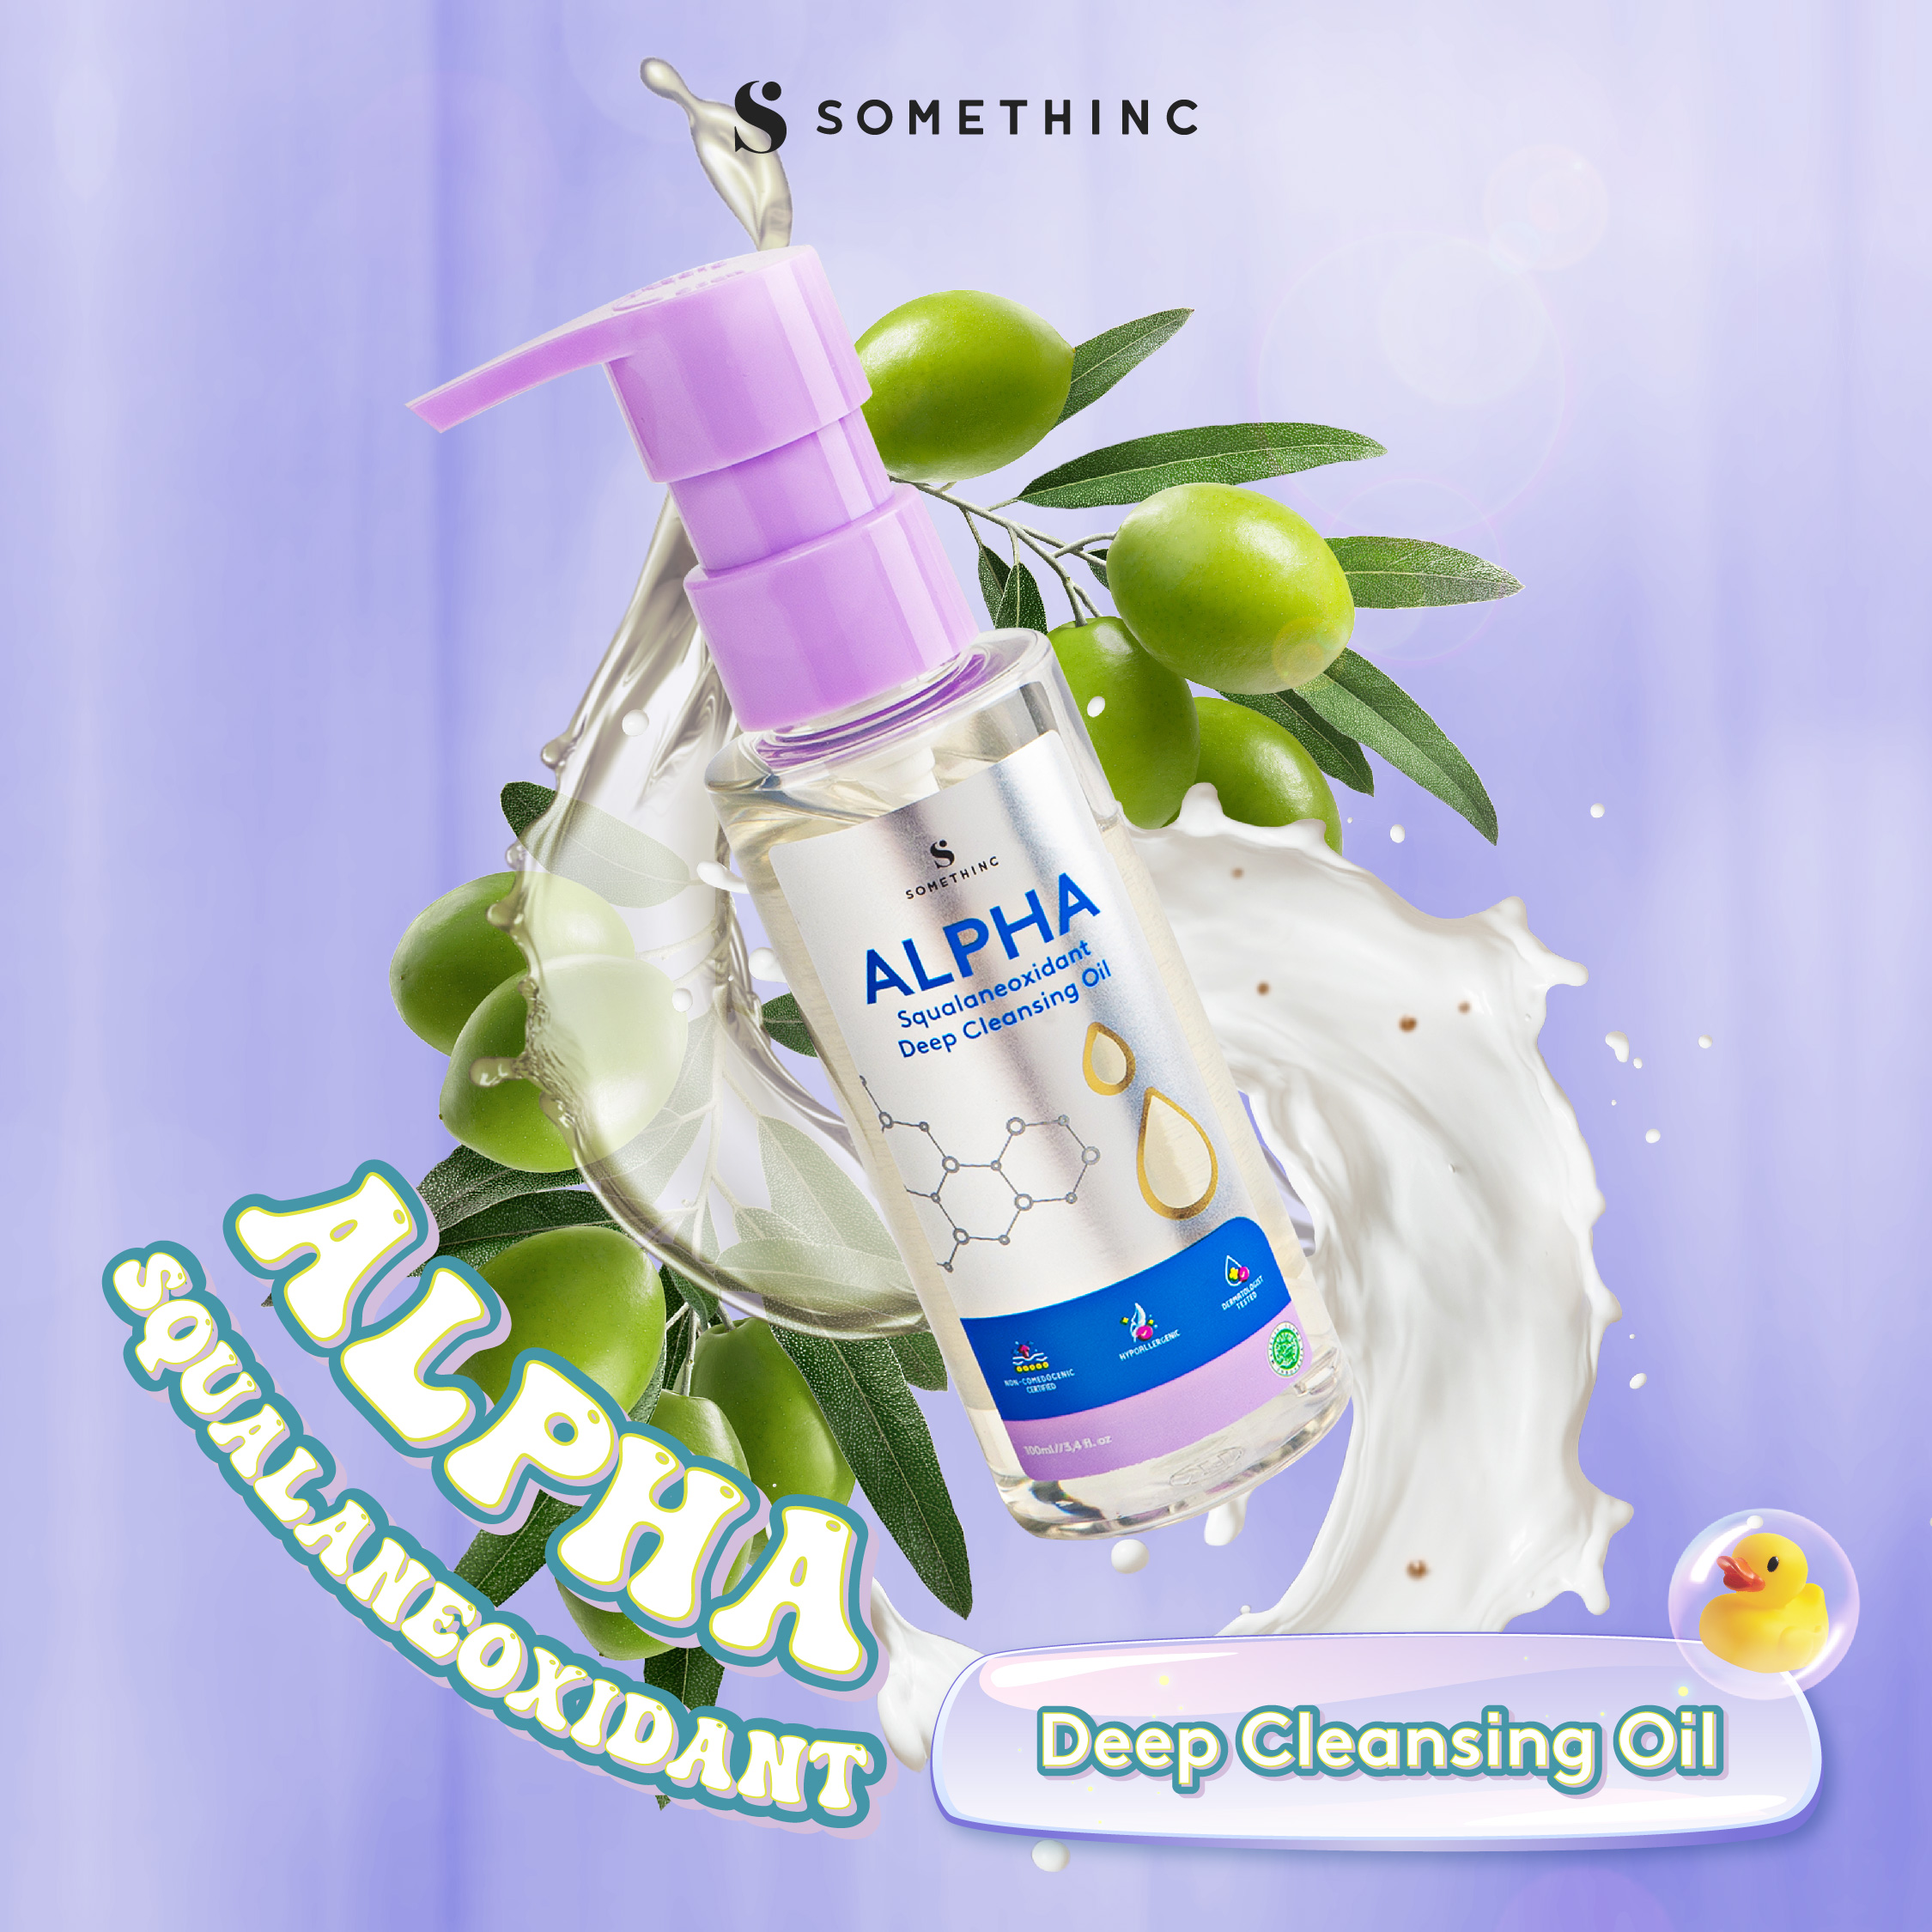 S SOMETHINC
S
SOMETHINC
ALPHA
Squalaneoxidant
Deep Cleansing Oil
NON-COMEDOGENIC
CERTIFIED
HYPOALLERGENIC
DERMATOLOGIST
TESTED
100ml//3,4 fl. oz
ALPHA
SQUALANEOXIDANT
Deep Cleansing Oil